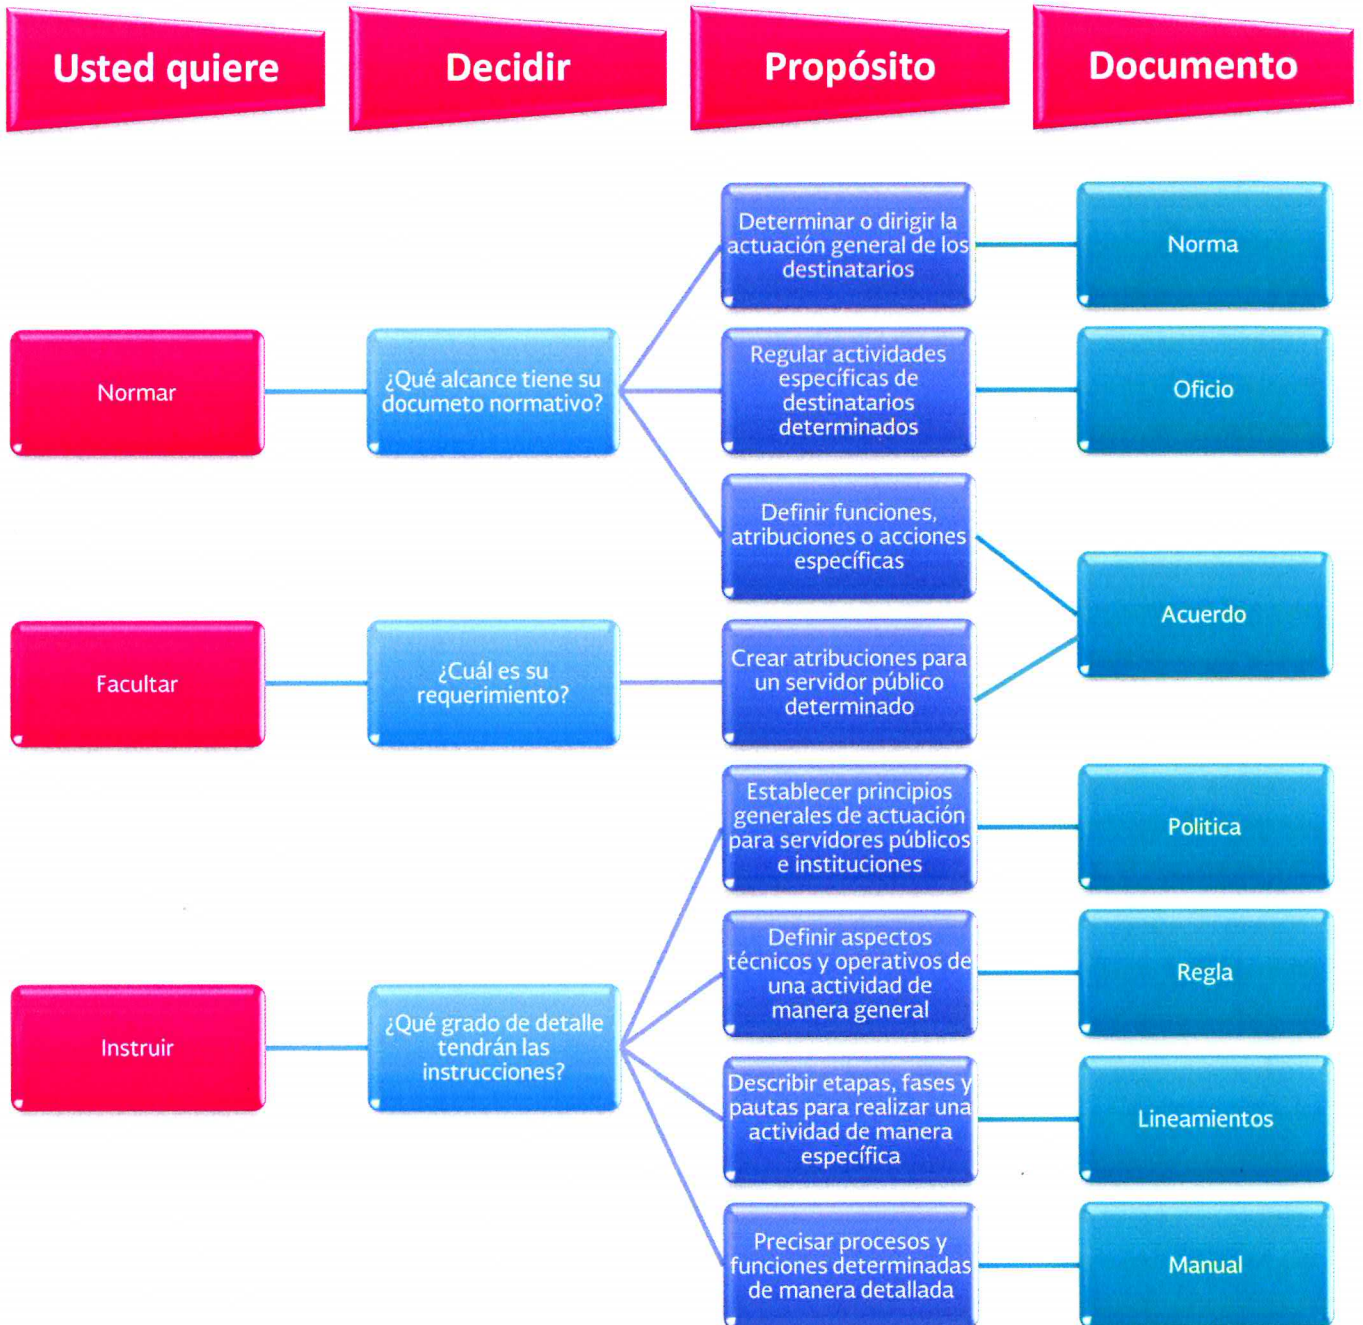 Usted quiere
Decidir
Propósito
Documento
Normar
¿Qué alcance tiene su
documeto normativo?
Determinar o dirigir la
actuación general de los
destinatarios
Norma
Regular actividades
específicas de
destinatarios
determinados
Oficio
Definir funciones,
atribuciones o acciones
específicas
Acuerdo
Facultar
¿Cuál es su
requerimiento?
Crear atribuciones para
un servidor público
determinado
Instruir
¿Qué grado de detalle
tendrán las
instrucciones?
Establecer principios
generales de actuación
para servidores públicos
e instituciones
Politica
Definir aspectos
técnicos y operativos de
una actividad de
manera general
Regla
Describir etapas, fases y
pautas para realizar una
actividad de manera
específica
Lineamientos
Precisar procesos y
funciones determinadas
de manera detallada
Manual